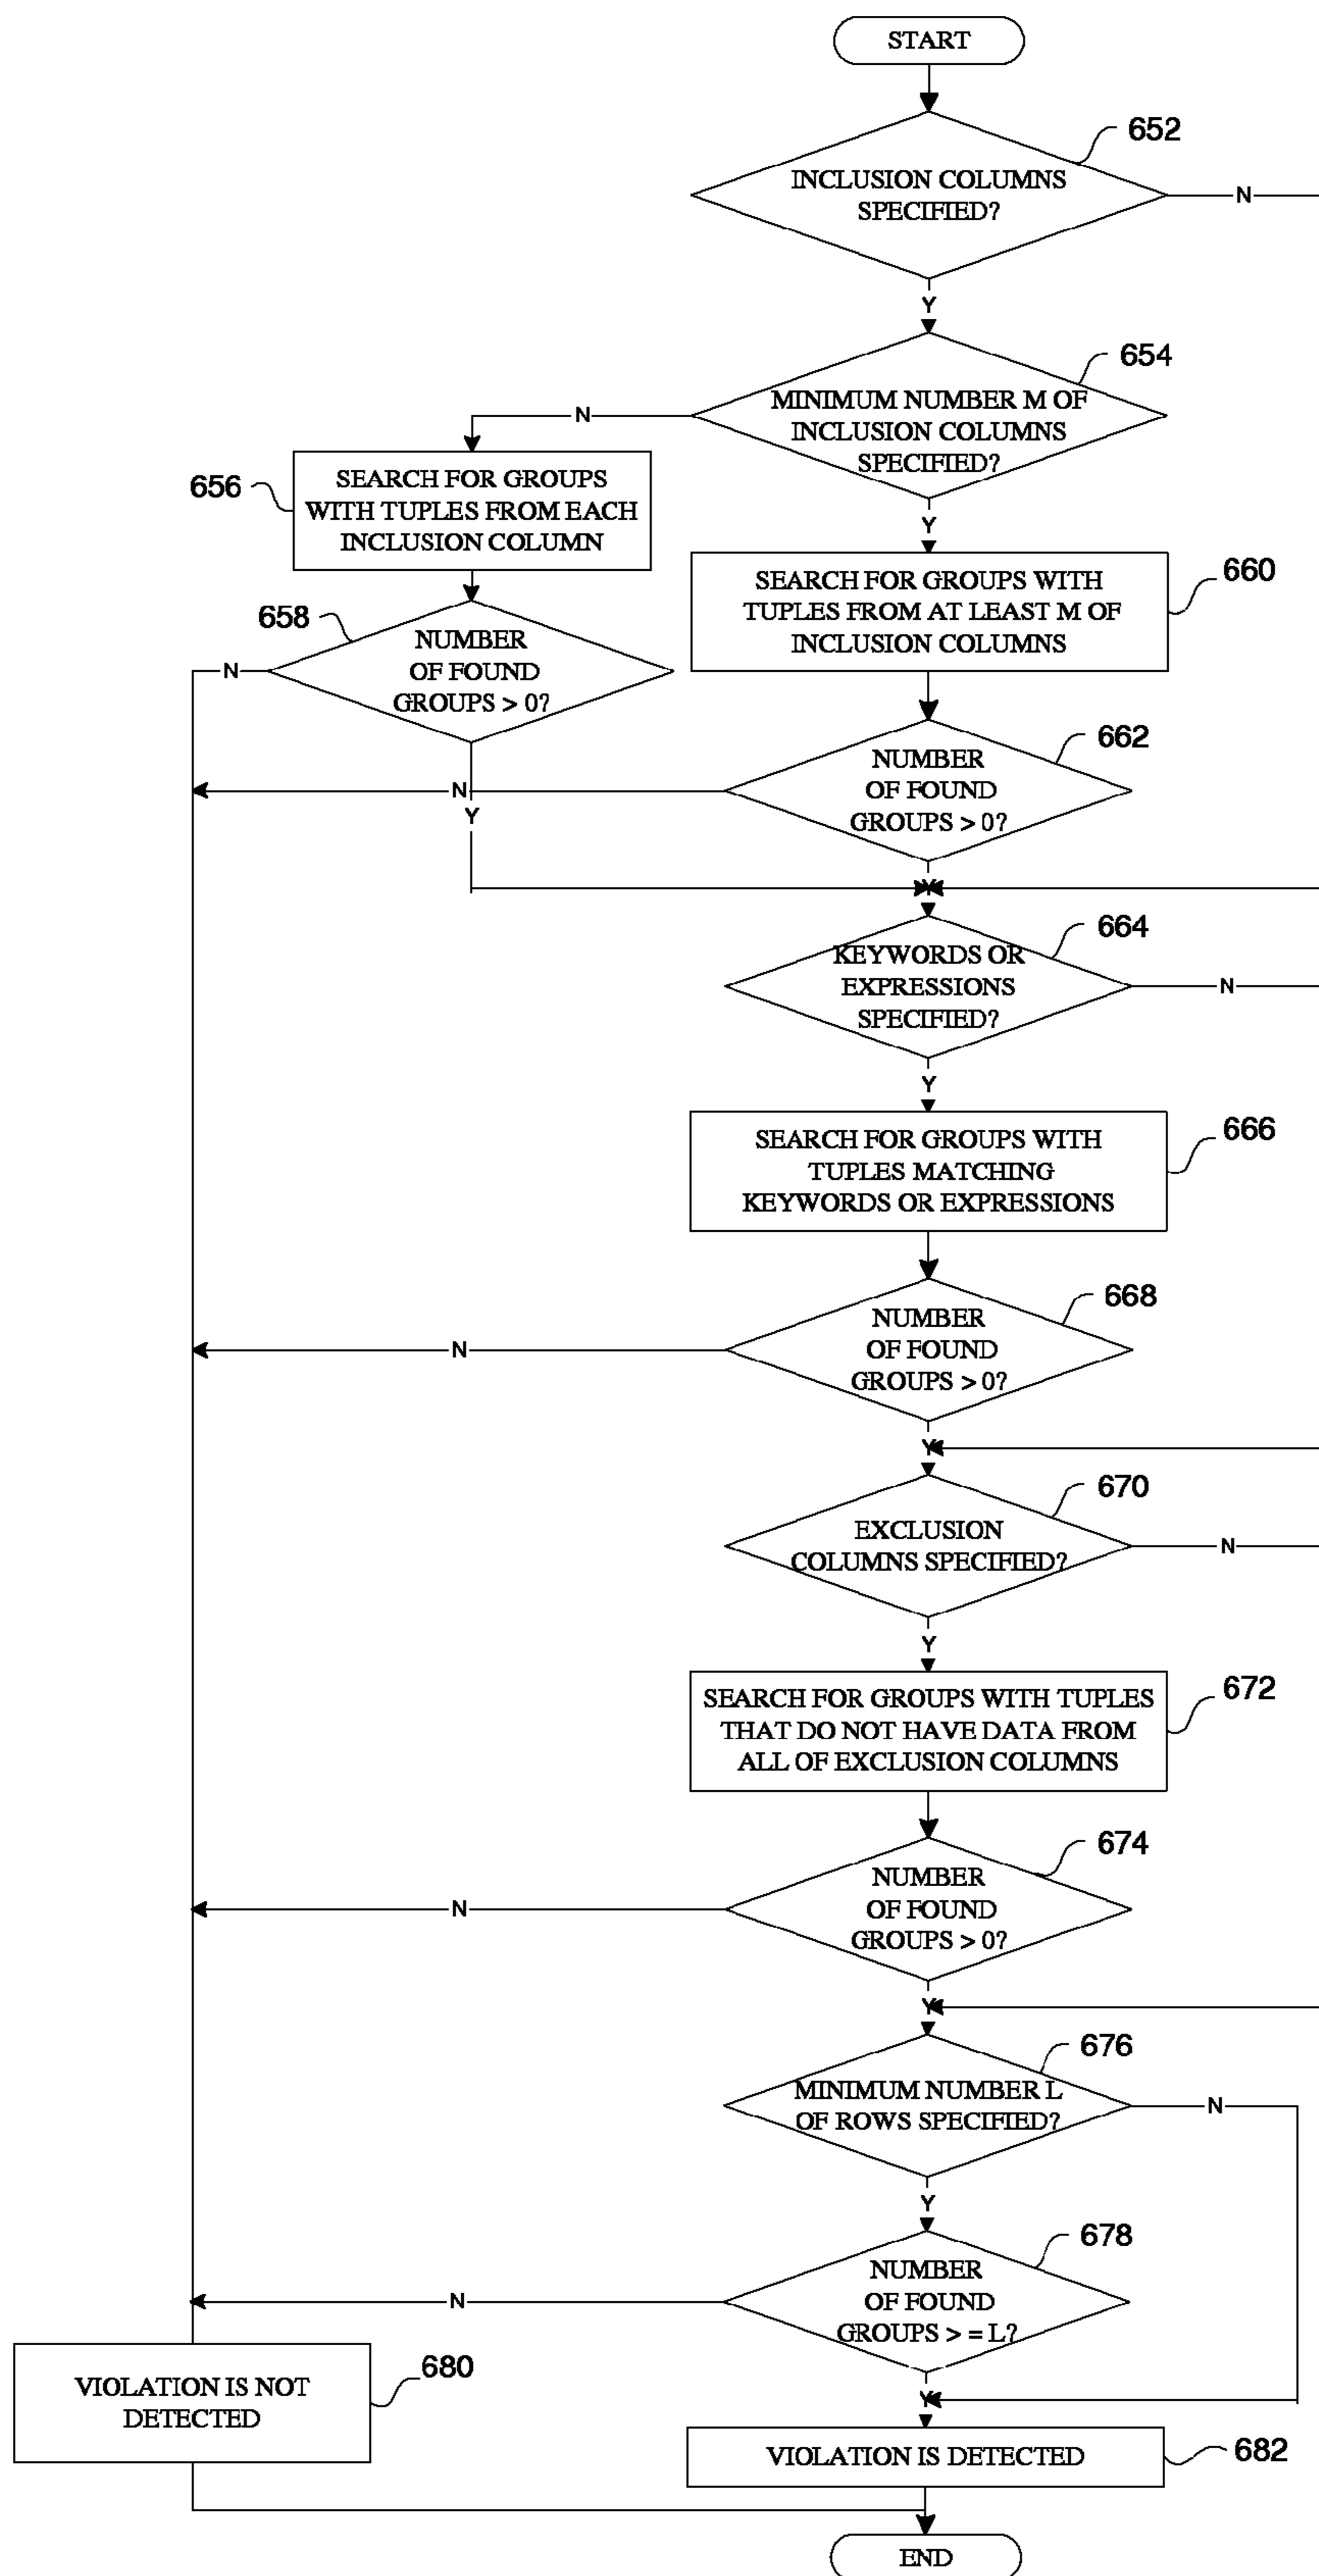 START
652
INCLUSION COLUMNS
SPECIFIED?
N
Y
654
MINIMUM NUMBER M OF
INCLUSION COLUMNS
SPECIFIED?
N
Y
656
SEARCH FOR GROUPS
WITH TUPLES FROM EACH
INCLUSION COLUMN
660
SEARCH FOR GROUPS WITH
TUPLES FROM AT LEAST M OF
INCLUSION COLUMNS
658
NUMBER
OF FOUND
GROUPS > 0?
N
Y
662
NUMBER
OF FOUND
GROUPS > 0?
N
Y
664
KEYWORDS OR
EXPRESSIONS
SPECIFIED?
N
Y
666
SEARCH FOR GROUPS WITH
TUPLES MATCHING
KEYWORDS OR EXPRESSIONS
668
NUMBER
OF FOUND
GROUPS > 0?
N
Y
670
EXCLUSION
COLUMNS SPECIFIED?
N
Y
672
SEARCH FOR GROUPS WITH TUPLES
THAT DO NOT HAVE DATA FROM
ALL OF EXCLUSION COLUMNS
674
NUMBER
OF FOUND
GROUPS > 0?
N
Y
676
MINIMUM NUMBER L
OF ROWS SPECIFIED?
N
Y
678
NUMBER
OF FOUND
GROUPS > = L?
N
Y
680
VIOLATION IS NOT
DETECTED
682
VIOLATION IS DETECTED
END